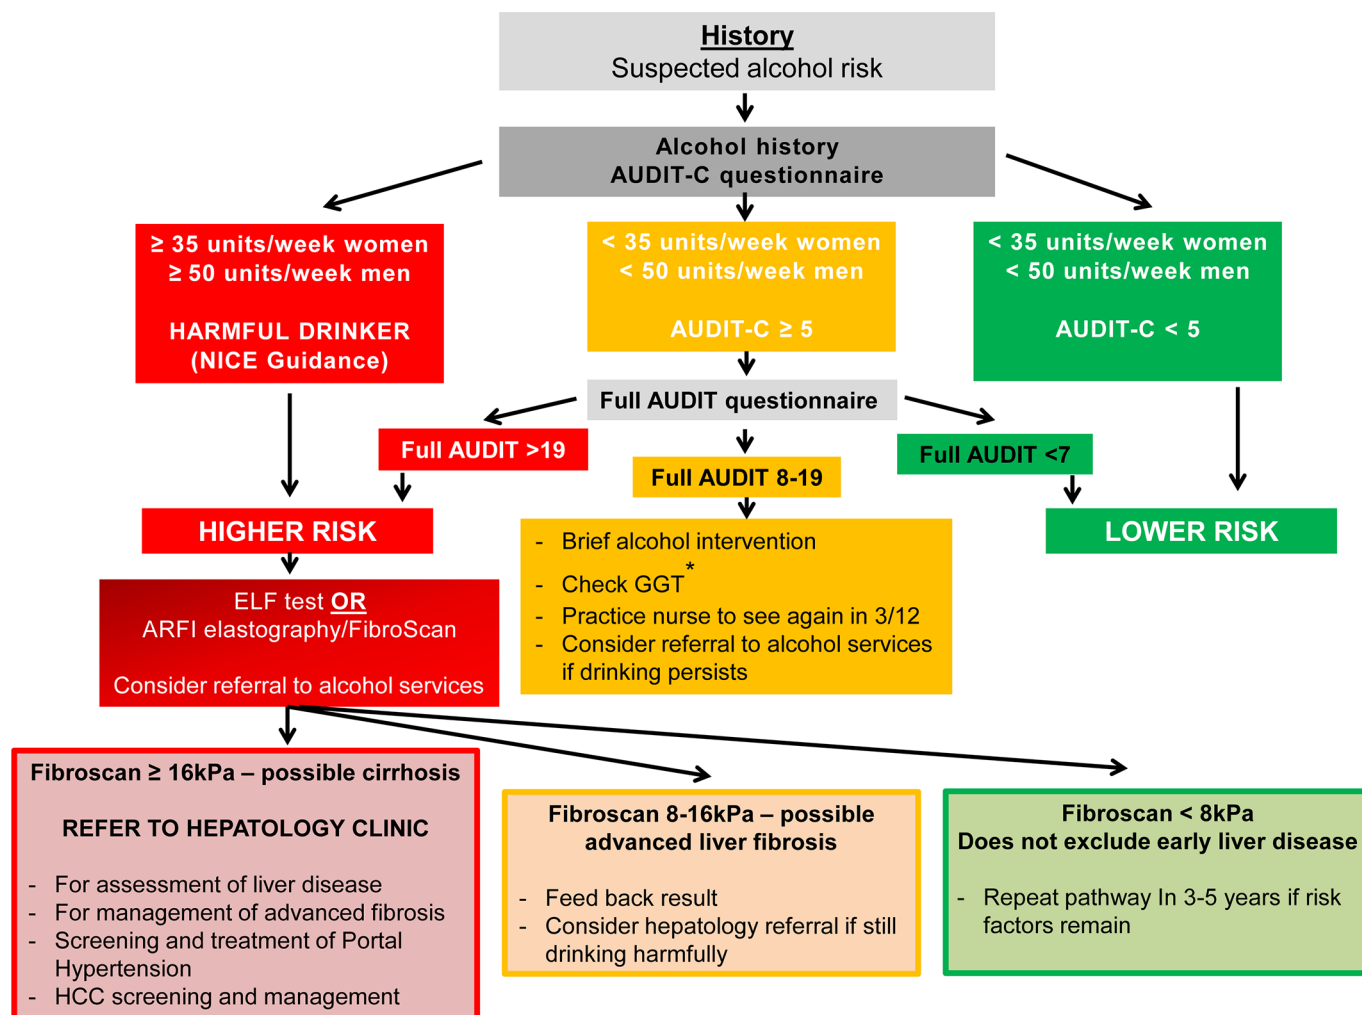 History
Suspected alcohol risk
Alcohol history
AUDIT-C questionnaire
≥ 35 units/week women
≥ 50 units/week men
HARMFUL DRINKER
(NICE Guidance)
< 35 units/week women
< 50 units/week men
AUDIT-C ≥ 5
< 35 units/week women
< 50 units/week men
AUDIT-C < 5
Full AUDIT questionnaire
Full AUDIT >19
Full AUDIT 8-19
Full AUDIT <7
HIGHER RISK
LOWER RISK
- Brief alcohol intervention
- Check GGT*
- Practice nurse to see again in 3/12
- Consider referral to alcohol services
if drinking persists
ELF test OR
ARFI elastography/FibroScan
Consider referral to alcohol services
Fibroscan ≥ 16kPa – possible cirrhosis
REFER TO HEPATOLOGY CLINIC
- For assessment of liver disease
- For management of advanced fibrosis
- Screening and treatment of Portal
Hypertension
- HCC screening and management
Fibroscan 8-16kPa – possible
advanced liver fibrosis
- Feed back result
- Consider hepatology referral if still
drinking harmfully
Fibroscan < 8kPa
Does not exclude early liver disease
- Repeat pathway In 3-5 years if risk
factors remain